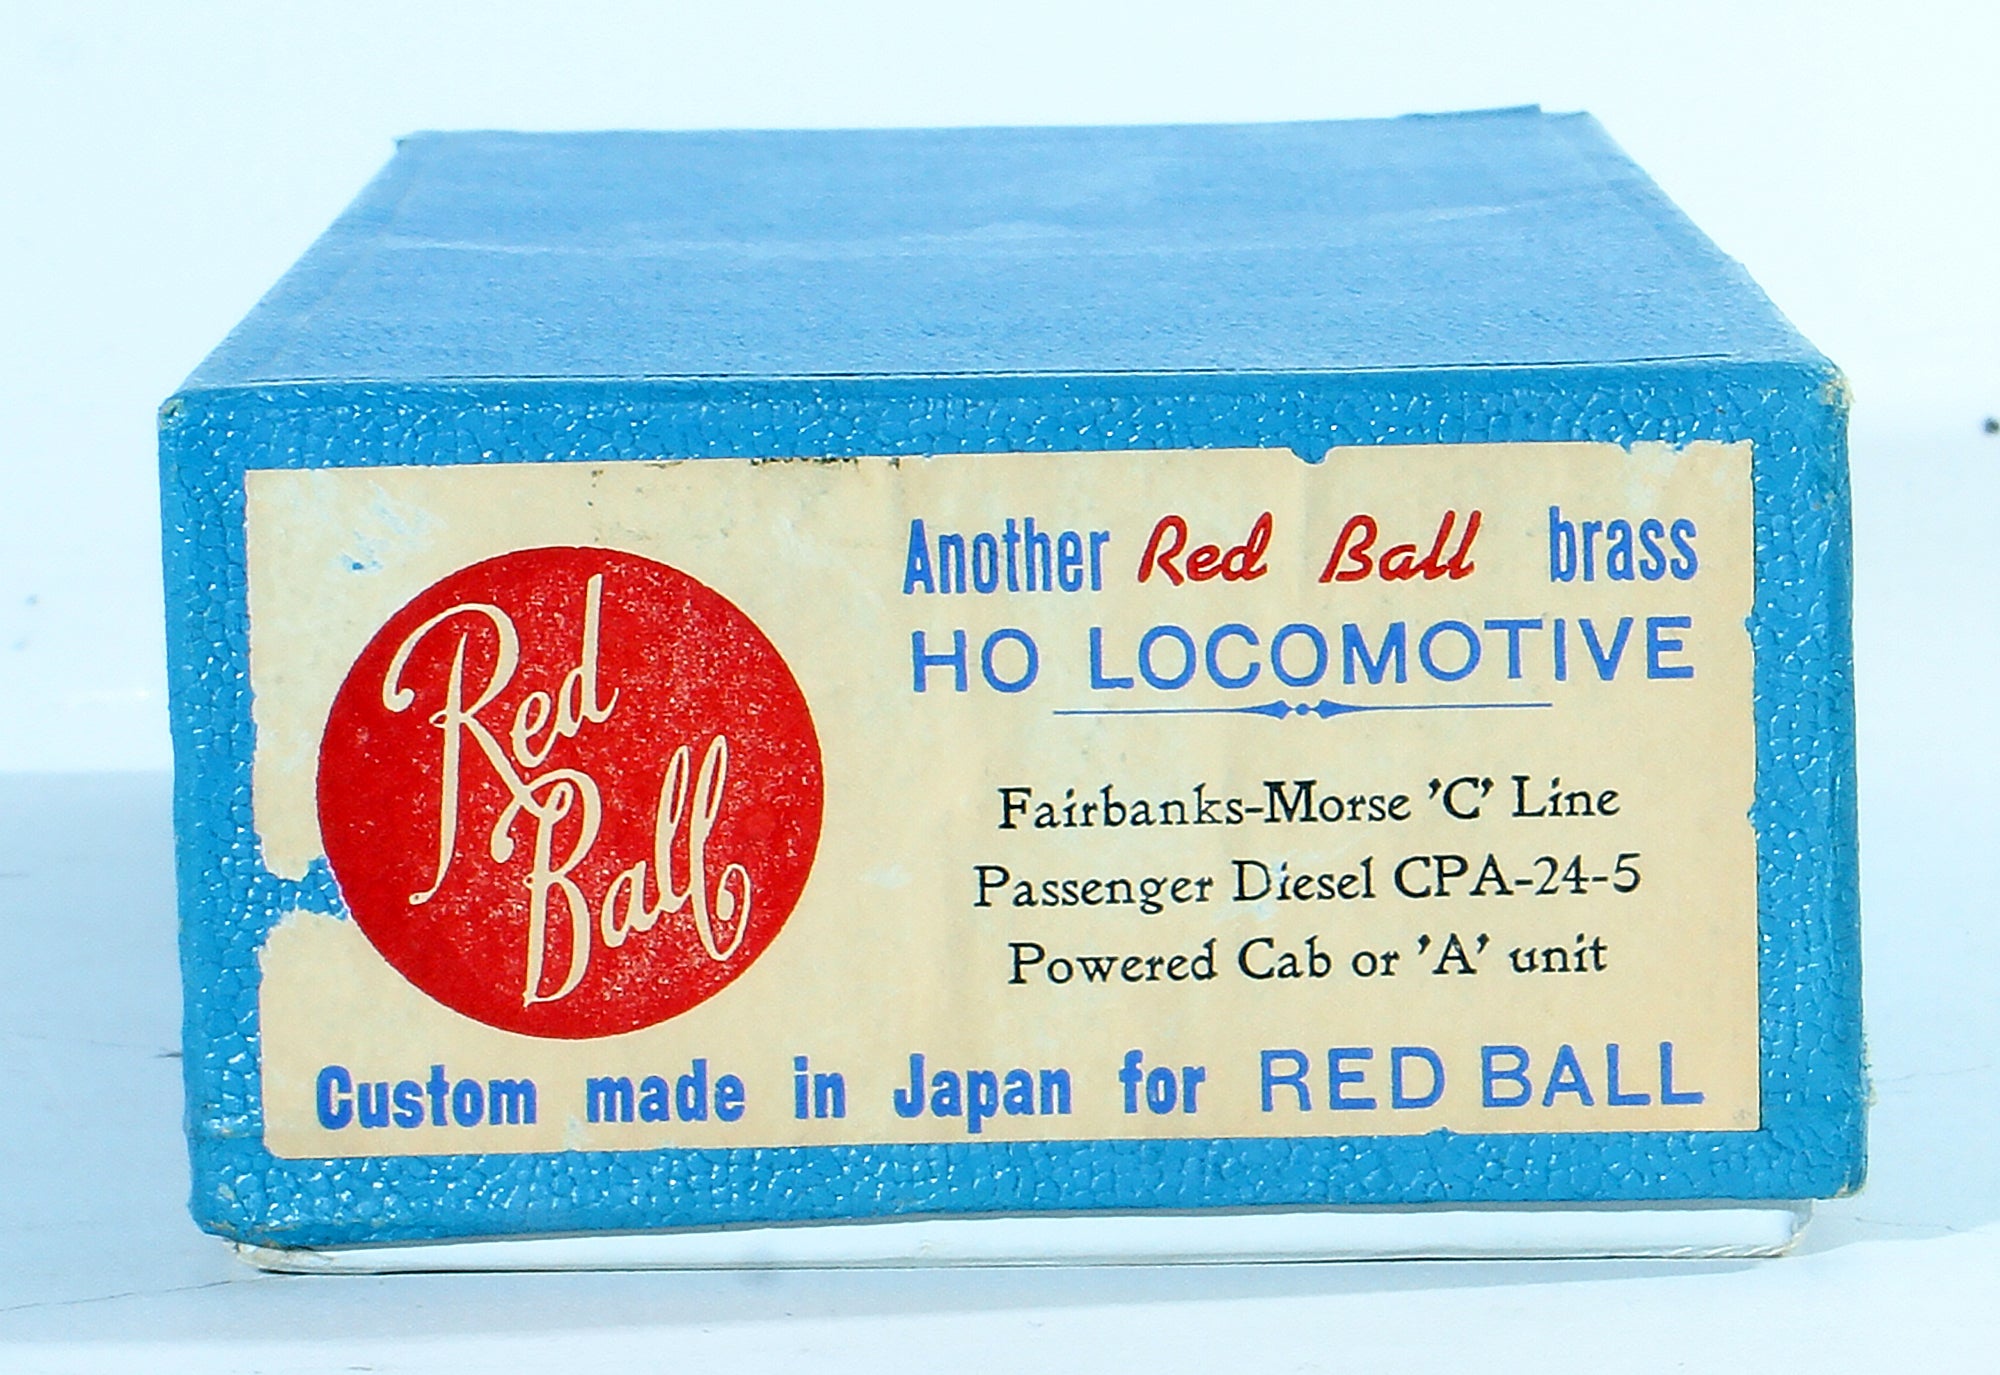 Red
Ball
Another Red Ball brass
HO LOCOMOTIVE
Fairbanks-Morse 'C' Line
Passenger Diesel CPA-24-5
Powered Cab or 'A' unit
Custom made in Japan for RED BALL